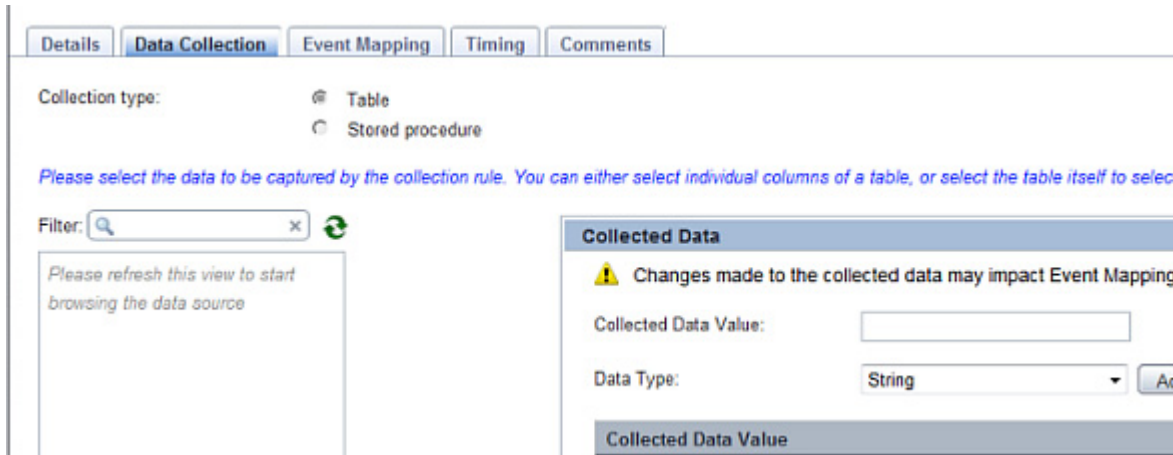 Details Data Collection Event Mapping Timing Comments
Collection type: Table
Stored procedure
Please select the data to be captured by the collection rule. You can either select individual columns of a table, or select the table itself to selec
Filter:
Collected Data
Please refresh this view to start
browsing the data source
Changes made to the collected data may impact Event Mapping
Collected Data Value:
Data Type: String Ad
Collected Data Value